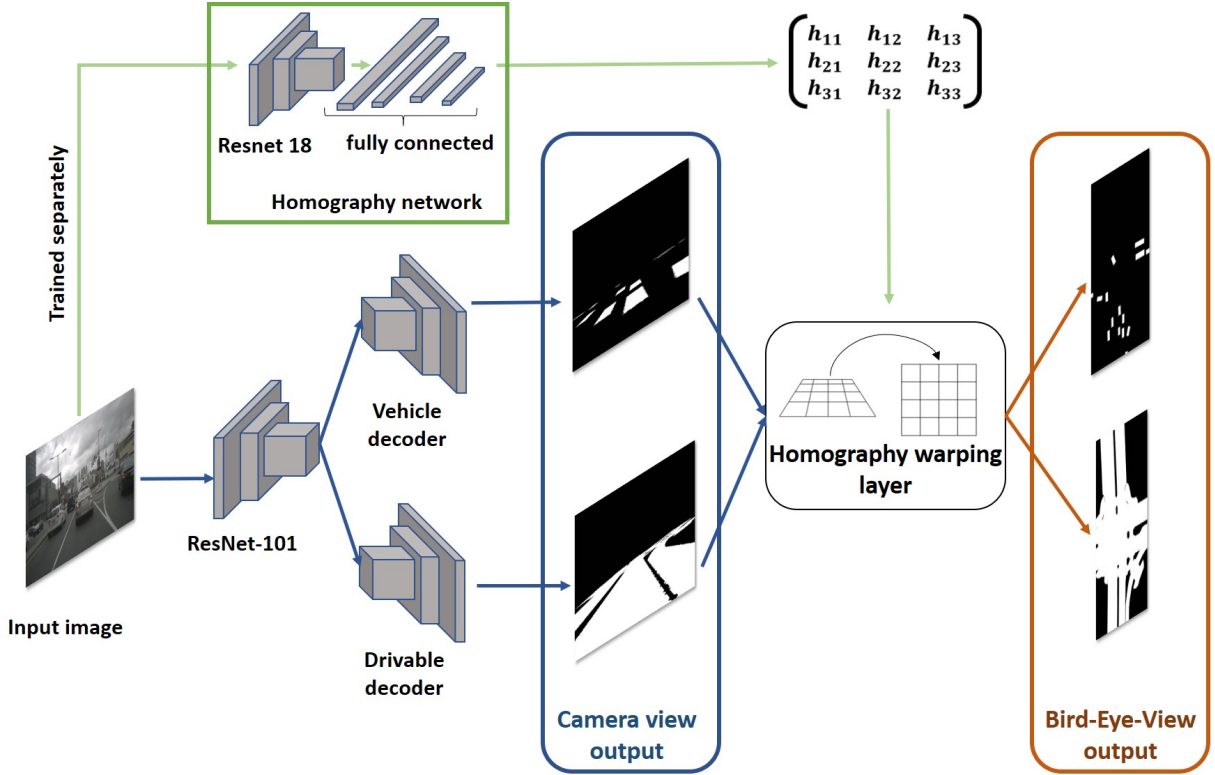 h11 h12 h13
h21 h22 h23
h31 h32 h33
Resnet 18
fully connected
Homography network
Trained separately
Vehicle
decoder
Homography warping
layer
ResNet-101
Input image
Drivable
decoder
Camera view
output
Bird-Eye-View
output